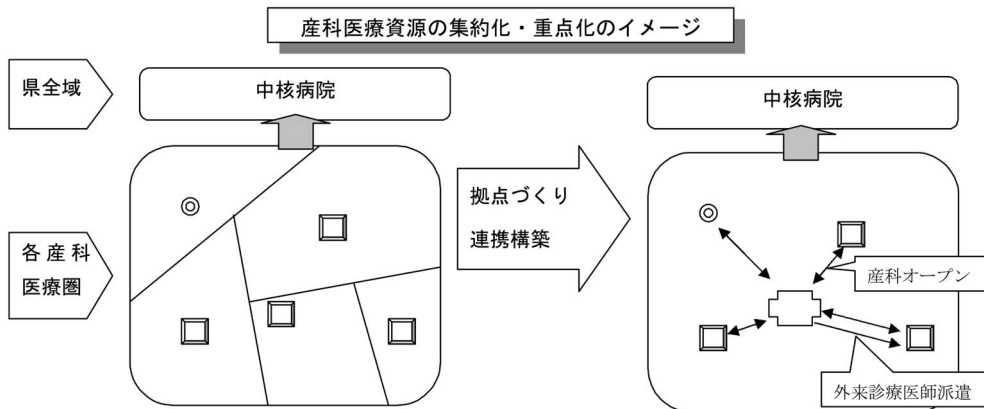 産科医療資源の集約化・重点化のイメージ
県全域
中核病院
中核病院
拠点づくり
連携構築
各産科
医療圏
産科オープン
外来診療医師派遣